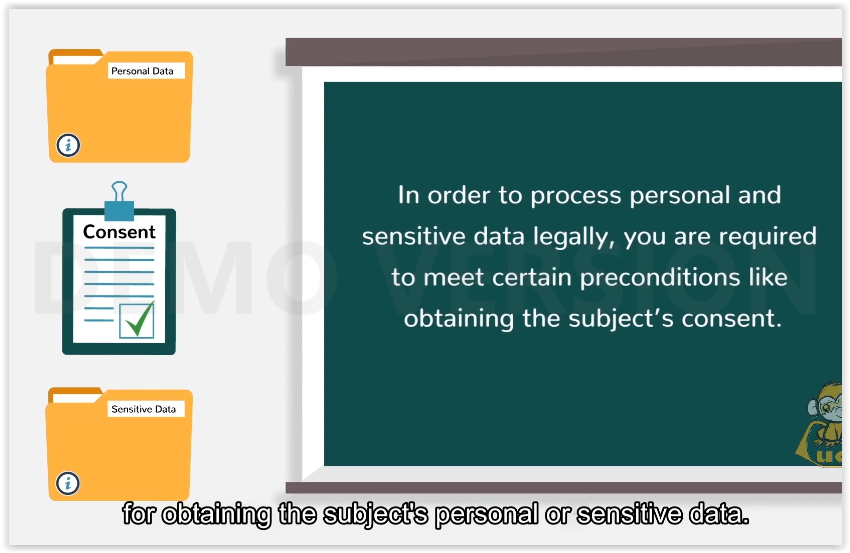 Personal Data
i
Consent
Sensitive Data
i
In order to process personal and
sensitive data legally, you are required
to meet certain preconditions like
obtaining the subject's consent.
DEMO VERSION
for obtaining the subject's personal or sensitive data.